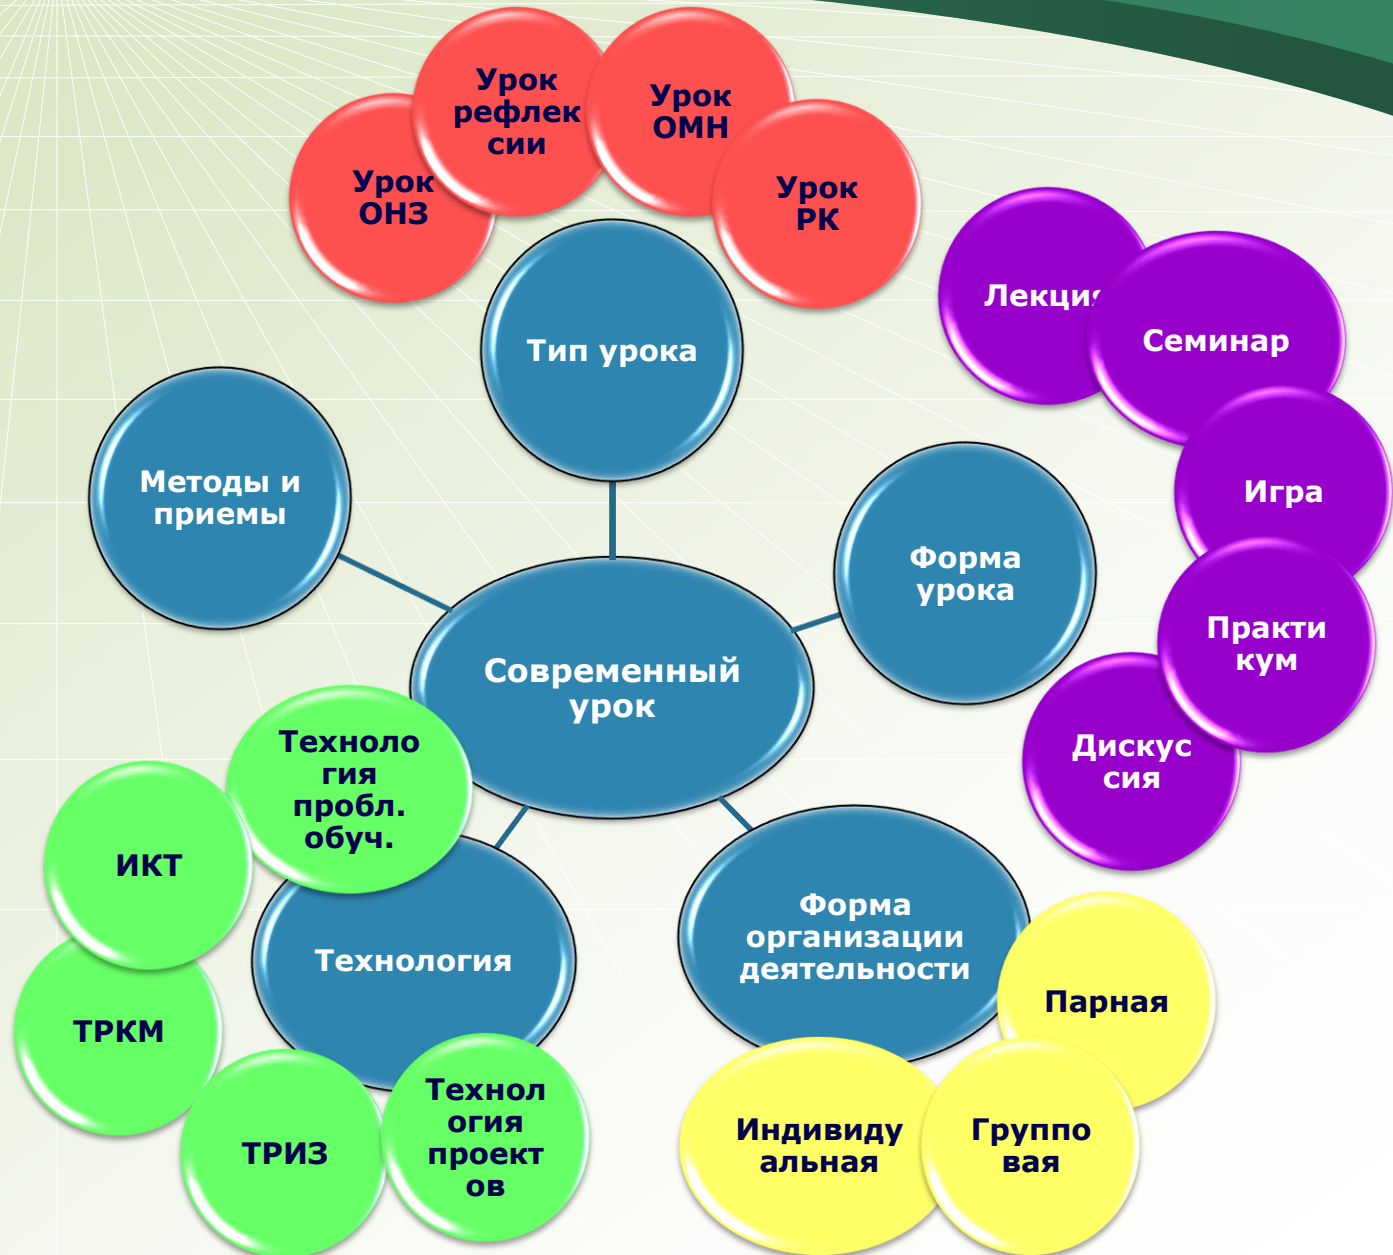 Урок
рефлек
сии
Урок
ОМН
Урок
ОНЗ
Урок
РК
Лекция
Семинар
Тип урока
Игра
Методы и
приемы
Форма
урока
Практи
кум
Современный
урок
Дискус
сия
Техноло
гия
пробл.
обуч.
ИКТ
Форма
организации
деятельности
Технология
Парная
ТРКМ
Технол
огия
проект
ов
Индивиду
альная
Группо
вая
ТРИЗ